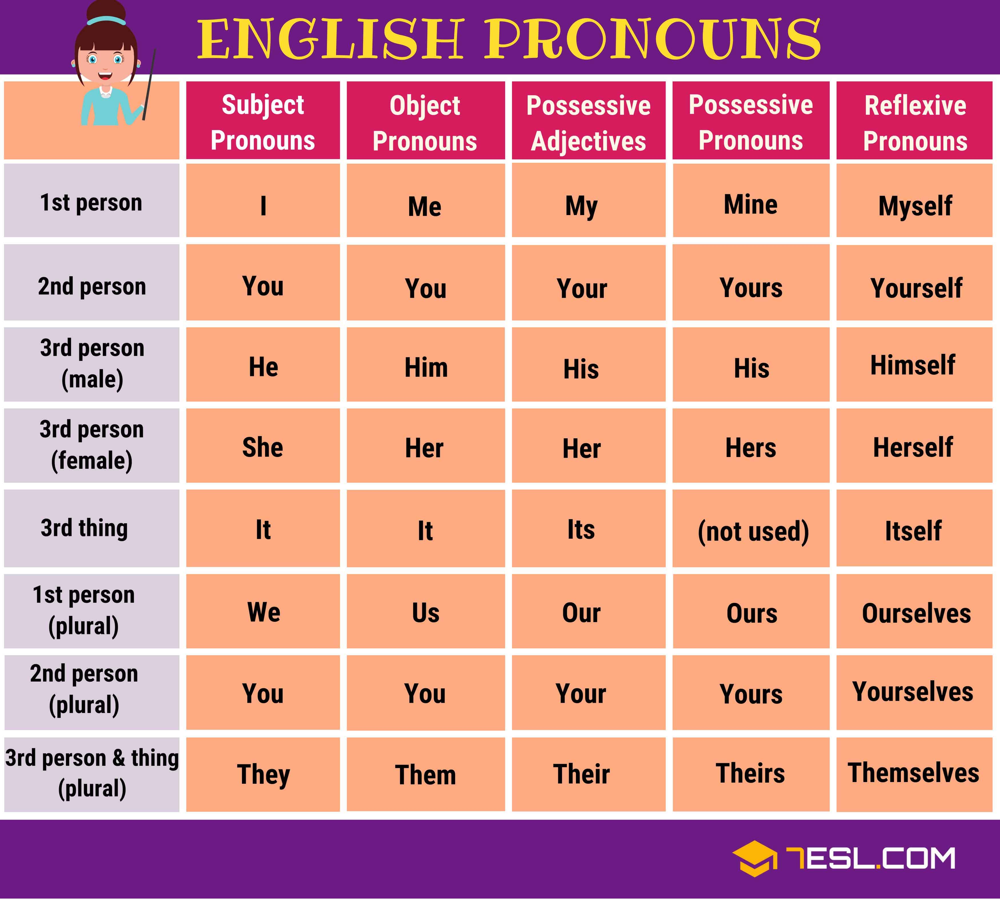 ENGLISH PRONOUNS
Subject Pronouns Object Pronouns Possessive Adjectives Possessive Pronouns Reflexive Pronouns
1st person I Me My Mine Myself
2nd person You You Your Yours Yourself
3rd person (male) He Him His His Himself
3rd person (female) She Her Her Hers Herself
3rd thing It It Its (not used) Itself
1st person (plural) We Us Our Ours Ourselves
2nd person (plural) You You Your Yours Yourselves
3rd person & thing (plural) They Them Their Theirs Themselves
7ESL.COM